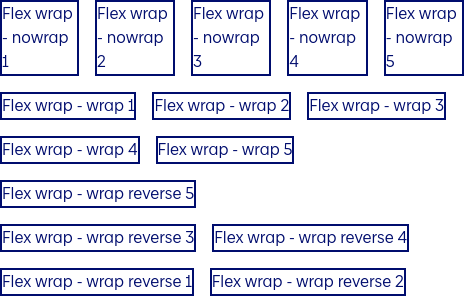 Flex wrap - nowrap 1
Flex wrap - nowrap 2
Flex wrap - nowrap 3
Flex wrap - nowrap 4
Flex wrap - nowrap 5
Flex wrap - wrap 1
Flex wrap - wrap 2
Flex wrap - wrap 3
Flex wrap - wrap 4
Flex wrap - wrap 5
Flex wrap - wrap reverse 5
Flex wrap - wrap reverse 3
Flex wrap - wrap reverse 4
Flex wrap - wrap reverse 1
Flex wrap - wrap reverse 2